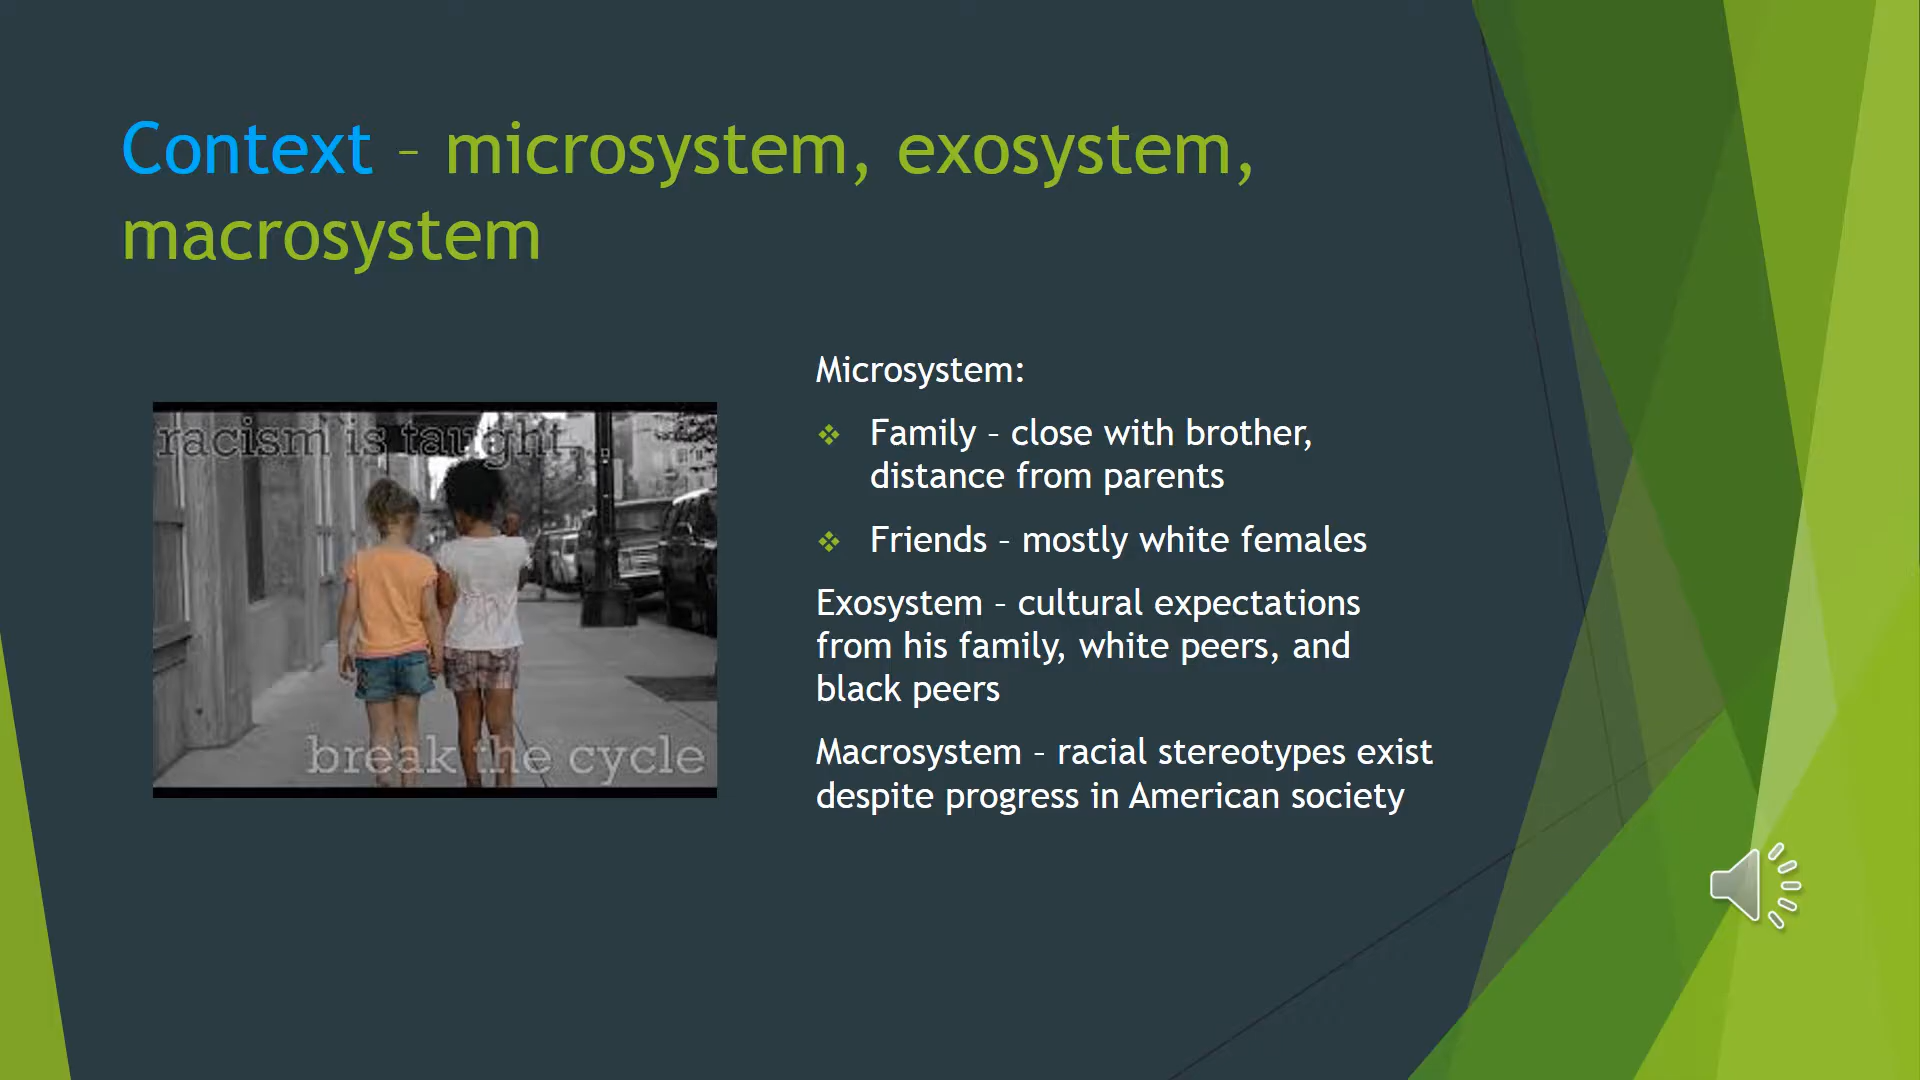 Context – microsystem, exosystem,
macrosystem
racism is taught...
break the cycle
Microsystem:
Family – close with brother,
distance from parents
Friends – mostly white females
Exosystem – cultural expectations
from his family, white peers, and
black peers
Macrosystem – racial stereotypes exist
despite progress in American society